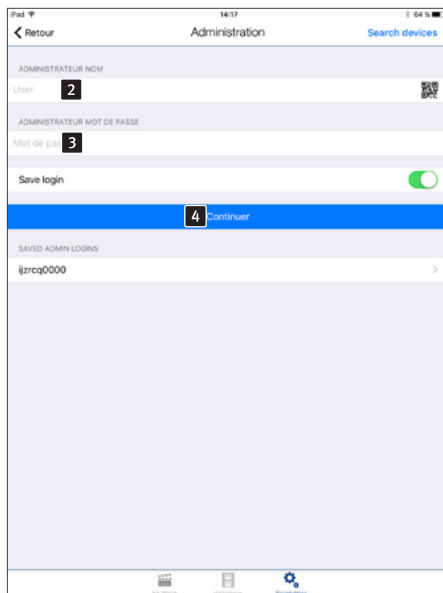 iPad 14:17 64 %
Retour Administration Search devices
ADMINISTRATEUR NOM
User 2
ADMINISTRATEUR MOT DE PASSE
Mot de 3
Save login
4 Continuer
SAVED ADMIN LOGINS
ijzrcq0000